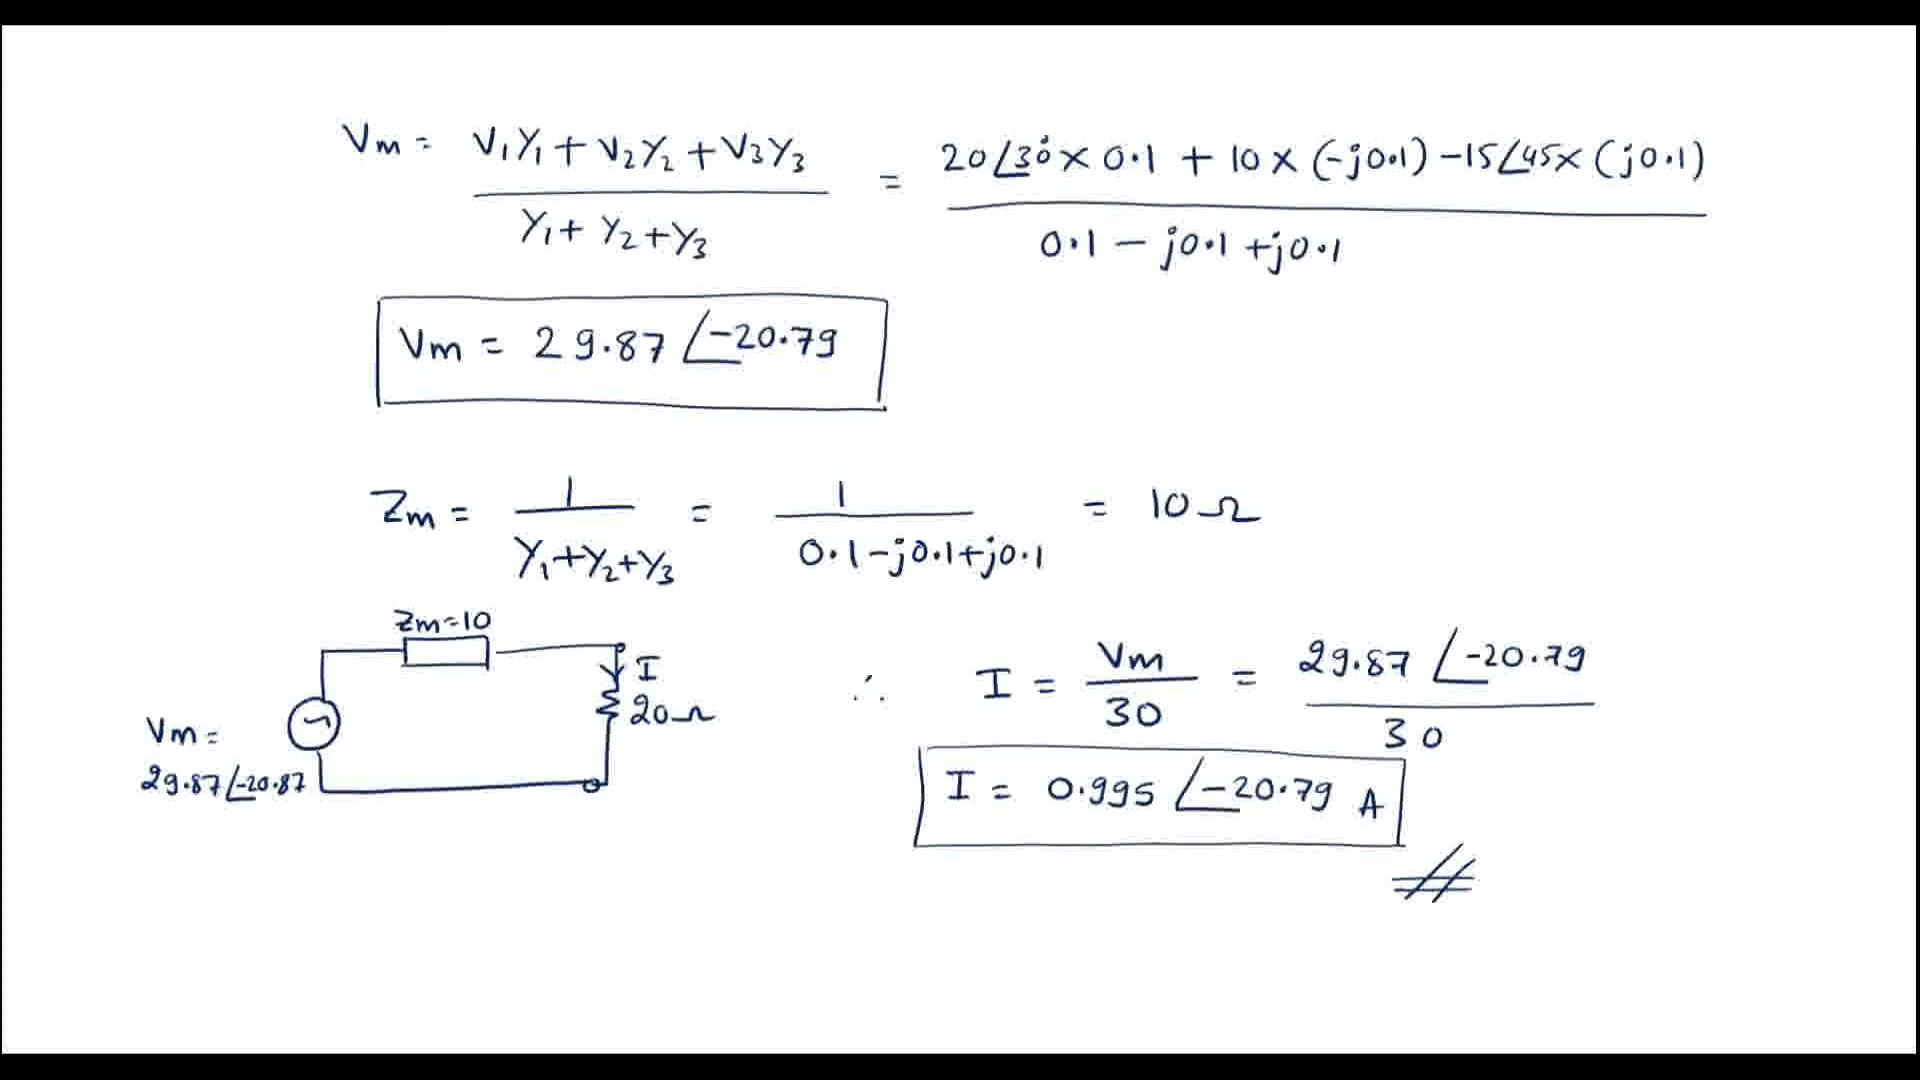 Vm = V₁Y₁ + V₂Y₂ + V₃Y₃ / Y₁ + Y₂ + Y₃ = 20∠30° × 0.1 + 10 × (-j0.1) - 15∠45 × (j0.1) / 0.1 - j0.1 + j0.1
Vm = 29.87 ∠-20.79
Zm = 1 / Y₁+Y₂+Y₃ = 1 / 0.1-j0.1+j0.1 = 10 Ω
Zm=10
I
20Ω
Vm =
29.87∠-20.87
∴ I = Vm / 30 = 29.87 ∠-20.79 / 30
I = 0.995 ∠-20.79 A